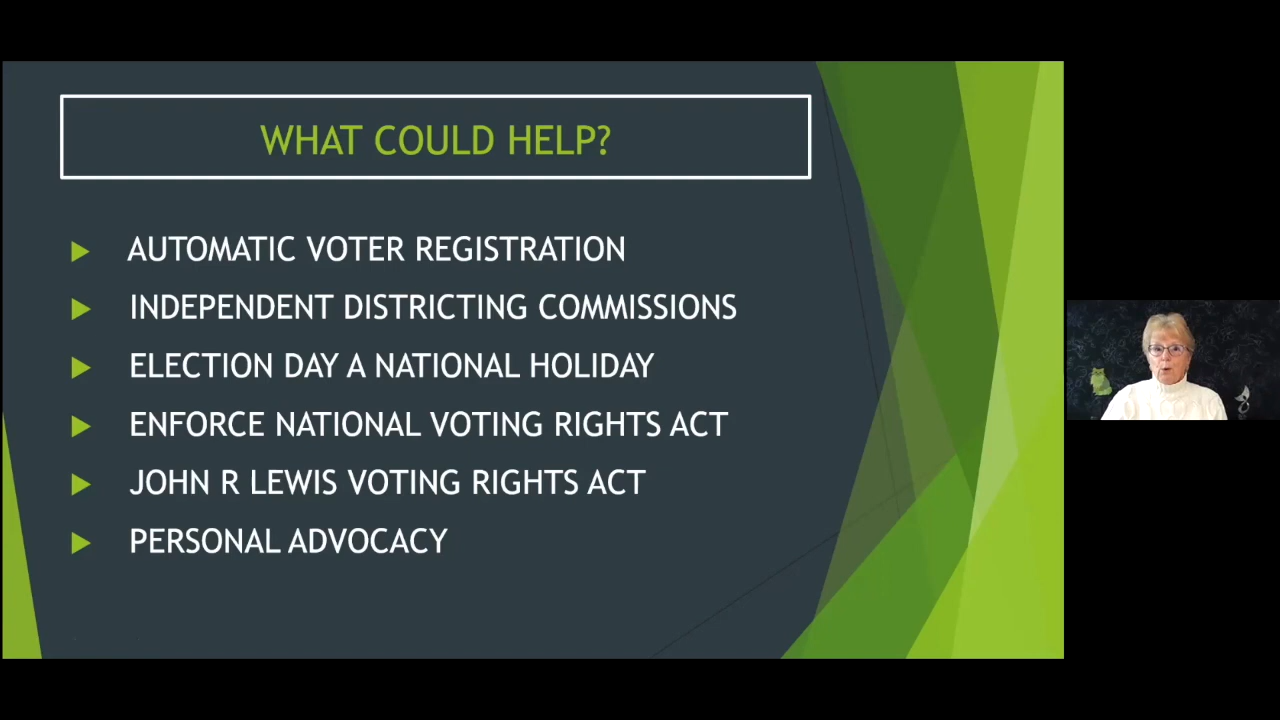 WHAT COULD HELP?
AUTOMATIC VOTER REGISTRATION
INDEPENDENT DISTRICTING COMMISSIONS
ELECTION DAY A NATIONAL HOLIDAY
ENFORCE NATIONAL VOTING RIGHTS ACT
JOHN R LEWIS VOTING RIGHTS ACT
PERSONAL ADVOCACY